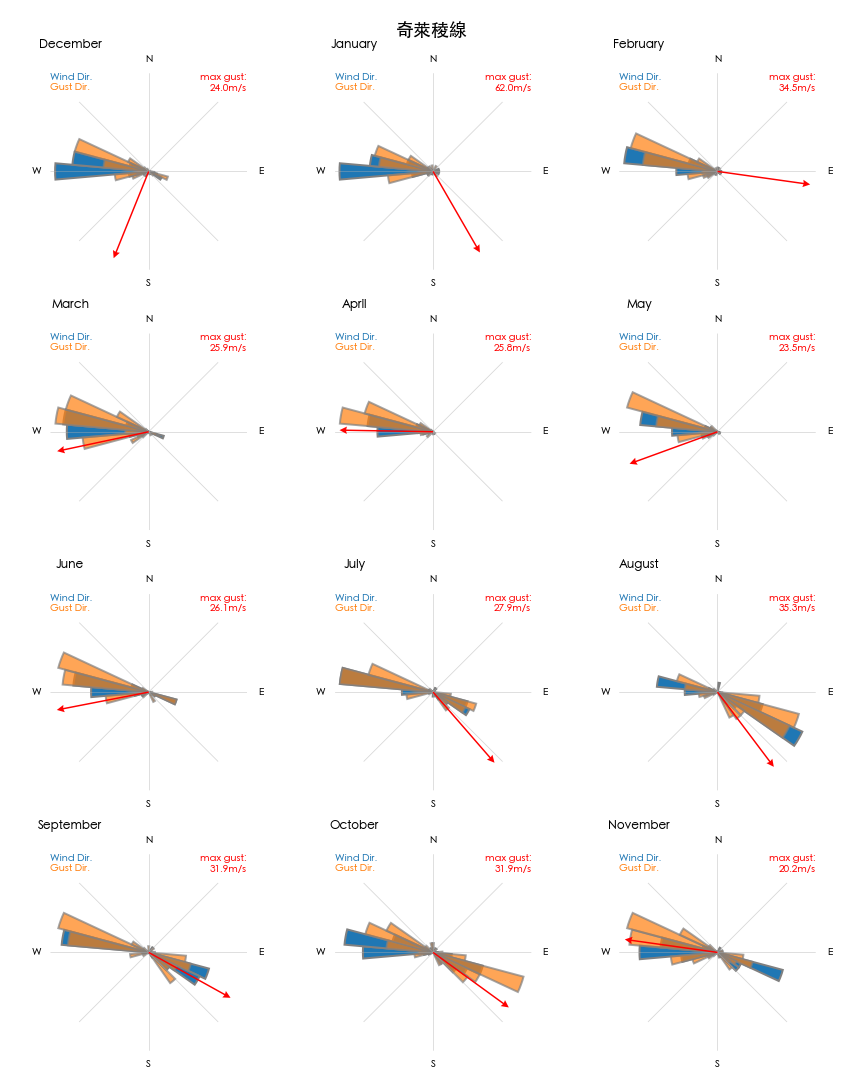 奇萊稜線
December
N
Wind Dir.
Gust Dir.
max gust:
24.0m/s
W
E
S
January
N
Wind Dir.
Gust Dir.
max gust:
62.0m/s
W
E
S
February
N
Wind Dir.
Gust Dir.
max gust:
34.5m/s
W
E
S
March
N
Wind Dir.
Gust Dir.
max gust:
25.9m/s
W
E
S
April
N
Wind Dir.
Gust Dir.
max gust:
25.8m/s
W
E
S
May
N
Wind Dir.
Gust Dir.
max gust:
23.5m/s
W
E
S
June
N
Wind Dir.
Gust Dir.
max gust:
26.1m/s
W
E
S
July
N
Wind Dir.
Gust Dir.
max gust:
27.9m/s
W
E
S
August
N
Wind Dir.
Gust Dir.
max gust:
35.3m/s
W
E
S
September
N
Wind Dir.
Gust Dir.
max gust:
31.9m/s
W
E
S
October
N
Wind Dir.
Gust Dir.
max gust:
31.9m/s
W
E
S
November
N
Wind Dir.
Gust Dir.
max gust:
20.2m/s
W
E
S